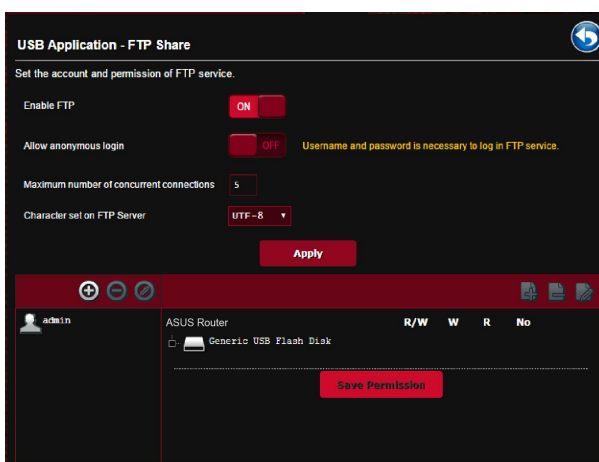 USB Application - FTP Share
Set the account and permission of FTP service.
Enable FTP ON
Allow anonymous login OFF Username and password is necessary to log in FTP service.
Maximum number of concurrent connections 5
Character set on FTP Server UTF-8
Apply
admin
ASUS Router R/W W R No
Generic USB Flash Disk
Save Permission